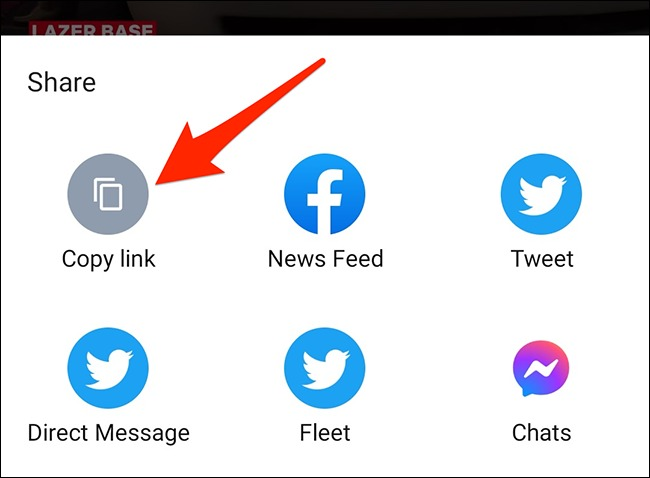 LAZER BASE
Share
Copy link
News Feed
Tweet
Direct Message
Fleet
Chats